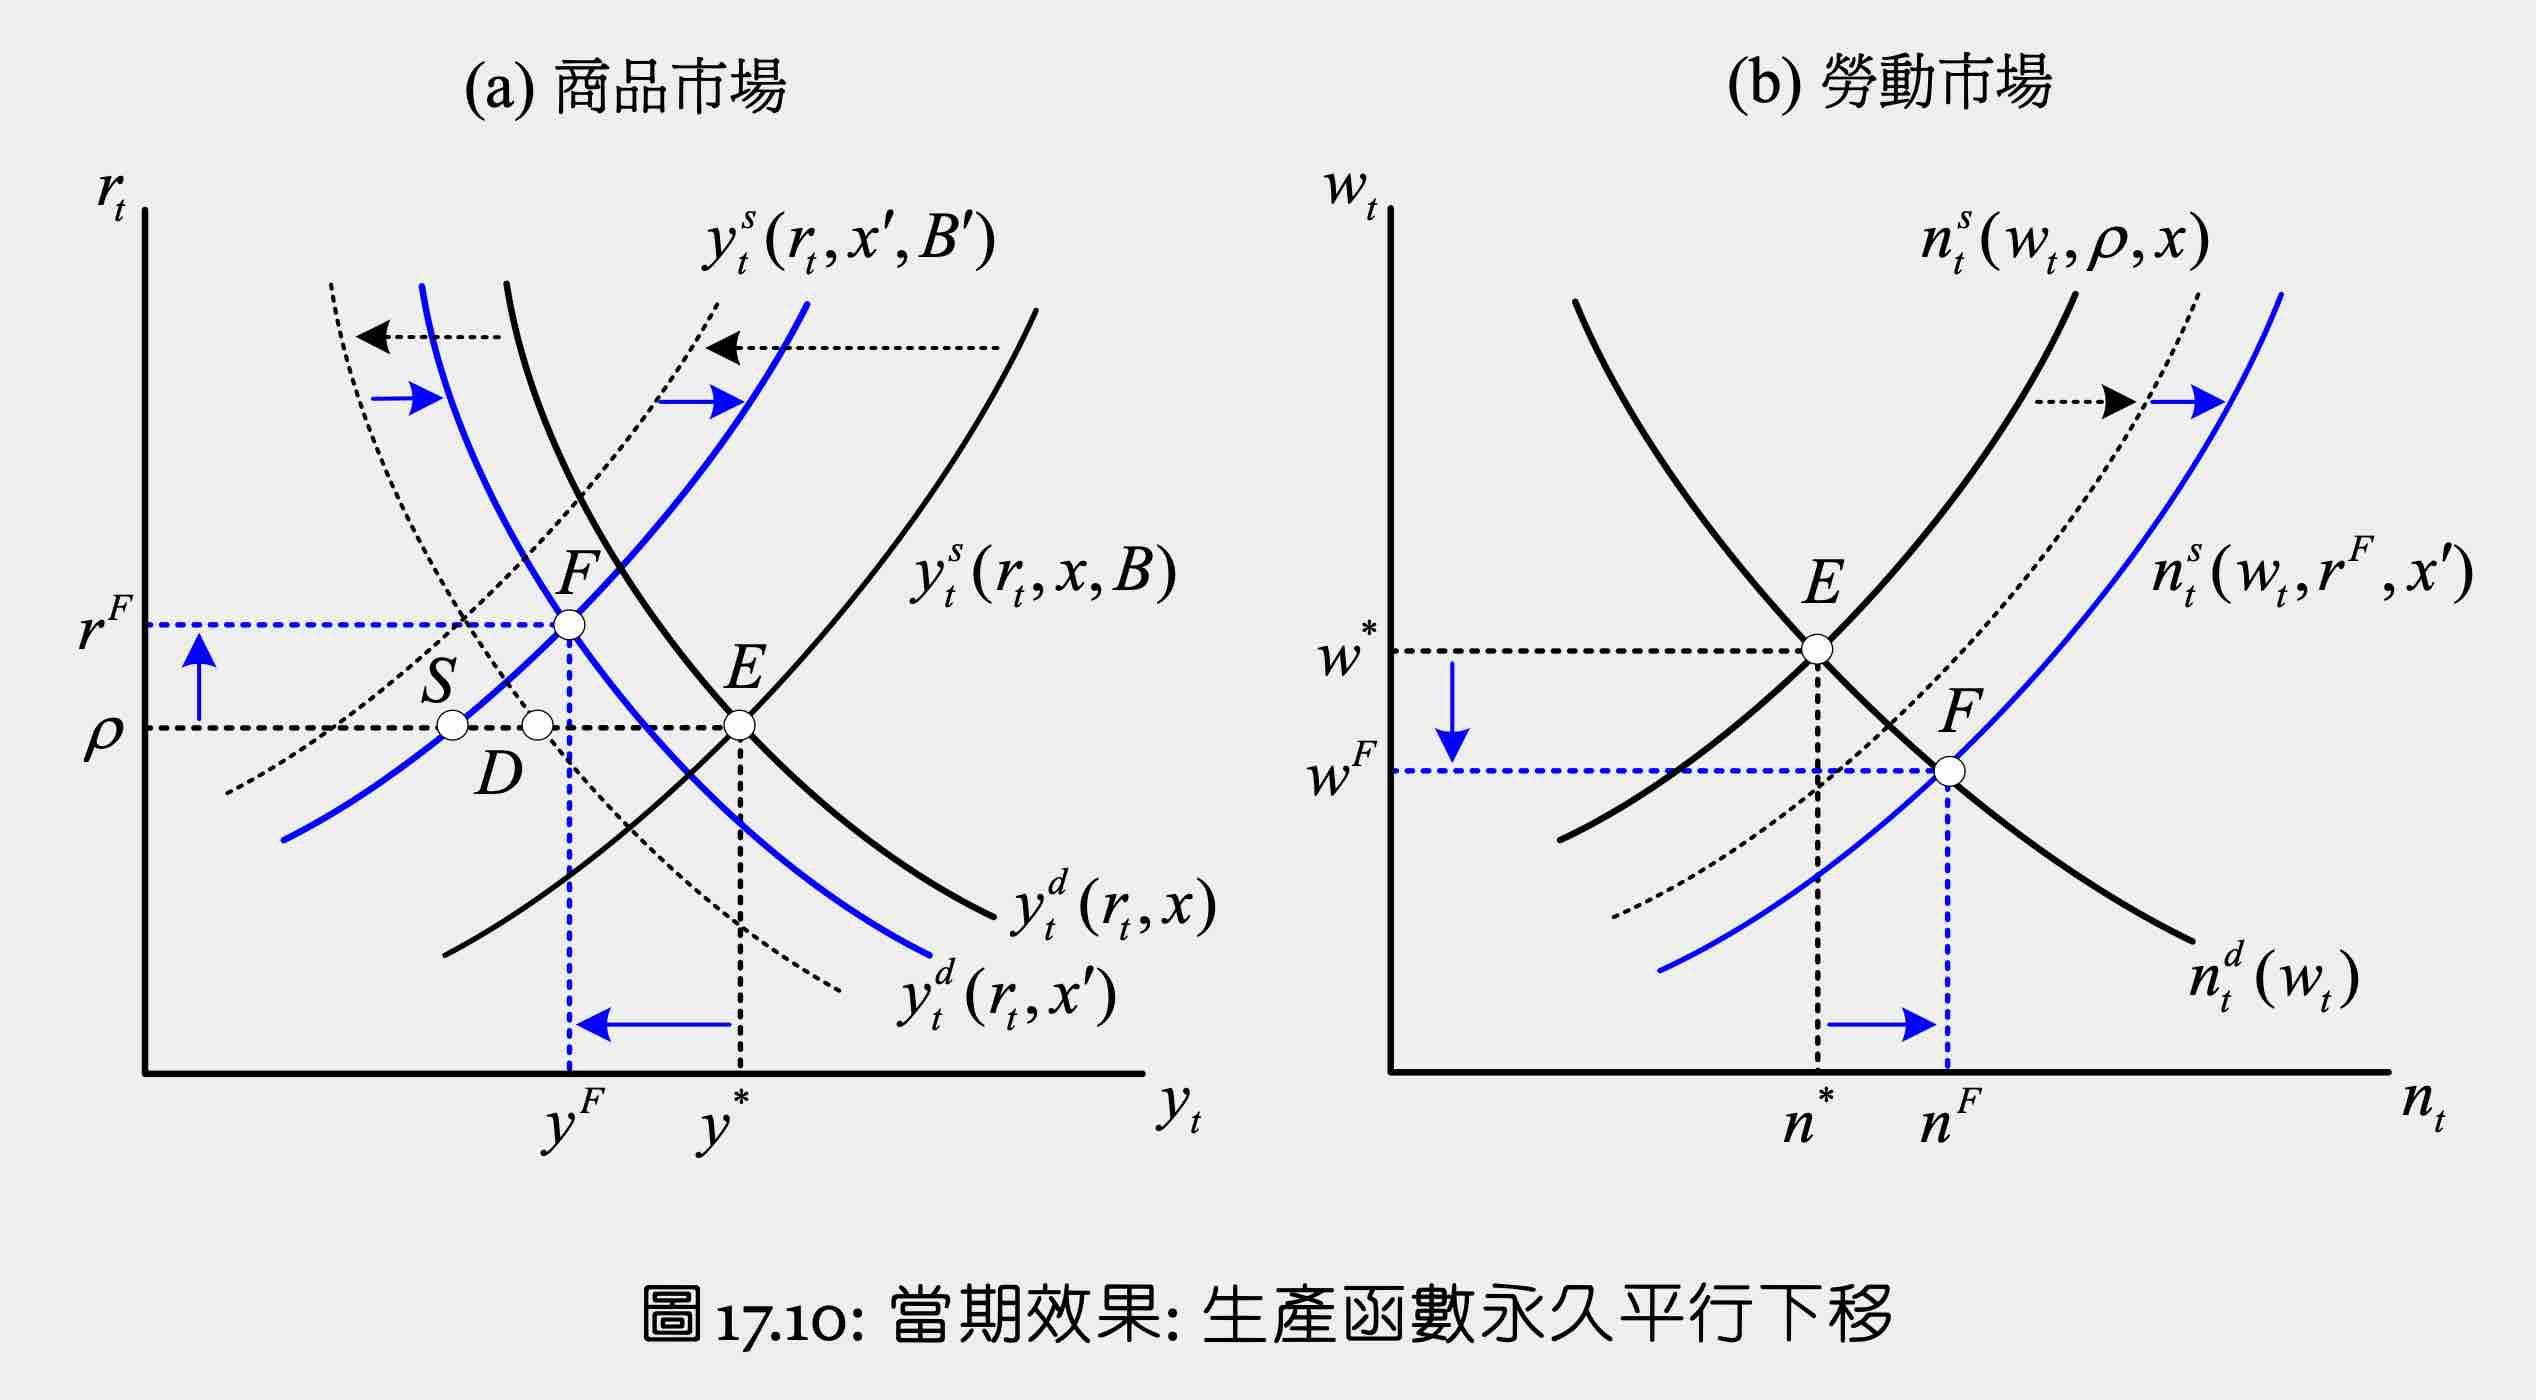 (a) 商品市場
(b) 勞動市場
r_t
y_t^s(r_t, x′, B′)
F
r^F
S
E
ρ
D
y_t^s(r_t, x, B)
y_t^d(r_t, x)
y_t^d(r_t, x′)
y^F
y^*
y_t
w_t
n_t^s(w_t, ρ, x)
E
n_t^s(w_t, r^F, x′)
w^*
F
w^F
n_t^d(w_t)
n^*
n^F
n_t
圖 17.10: 當期效果: 生產函數永久平行下移